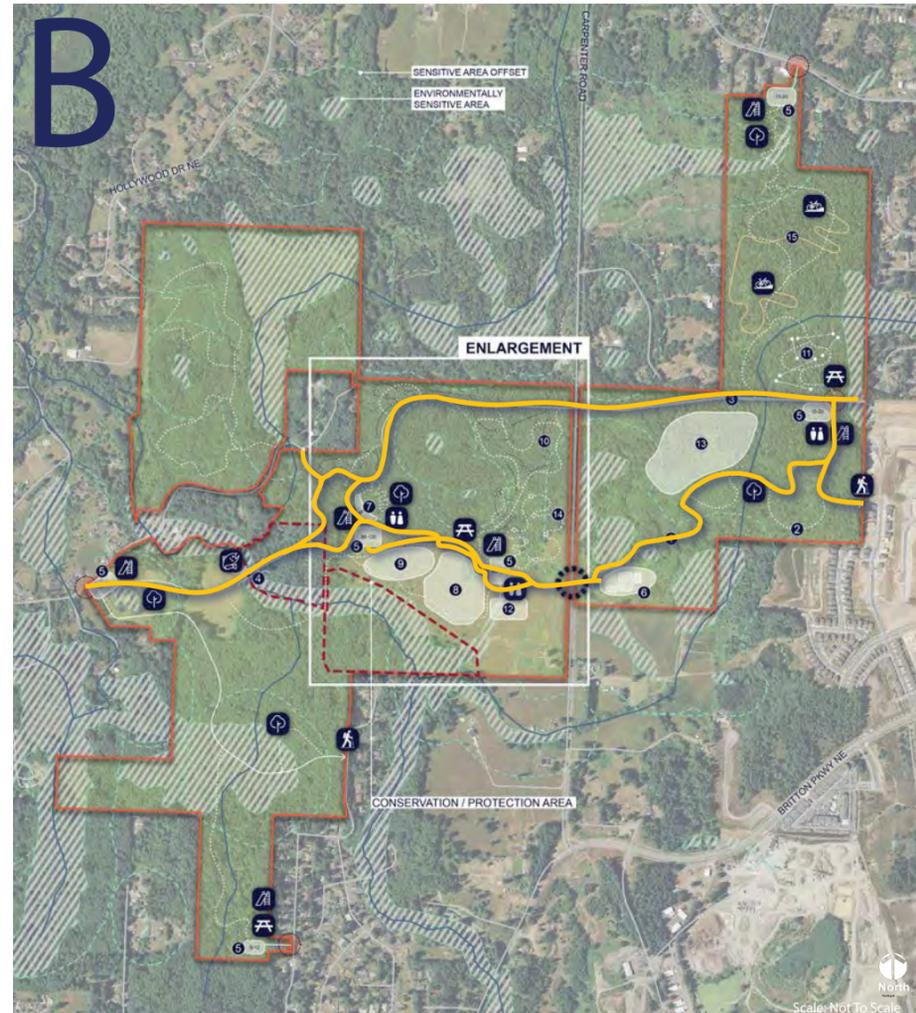 B
SENSITIVE AREA OFFSET
ENVIRONMENTALLY
SENSITIVE AREA
CARPENTER ROAD
HOLLYWOOD DR NE
5
15
ENLARGEMENT
11
3
5
10
13
7
14
2
5
9
5
5
4
8
6
12
CONSERVATION / PROTECTION AREA
BRITTON PKWY NE
5
North
Scale: Not To Scale